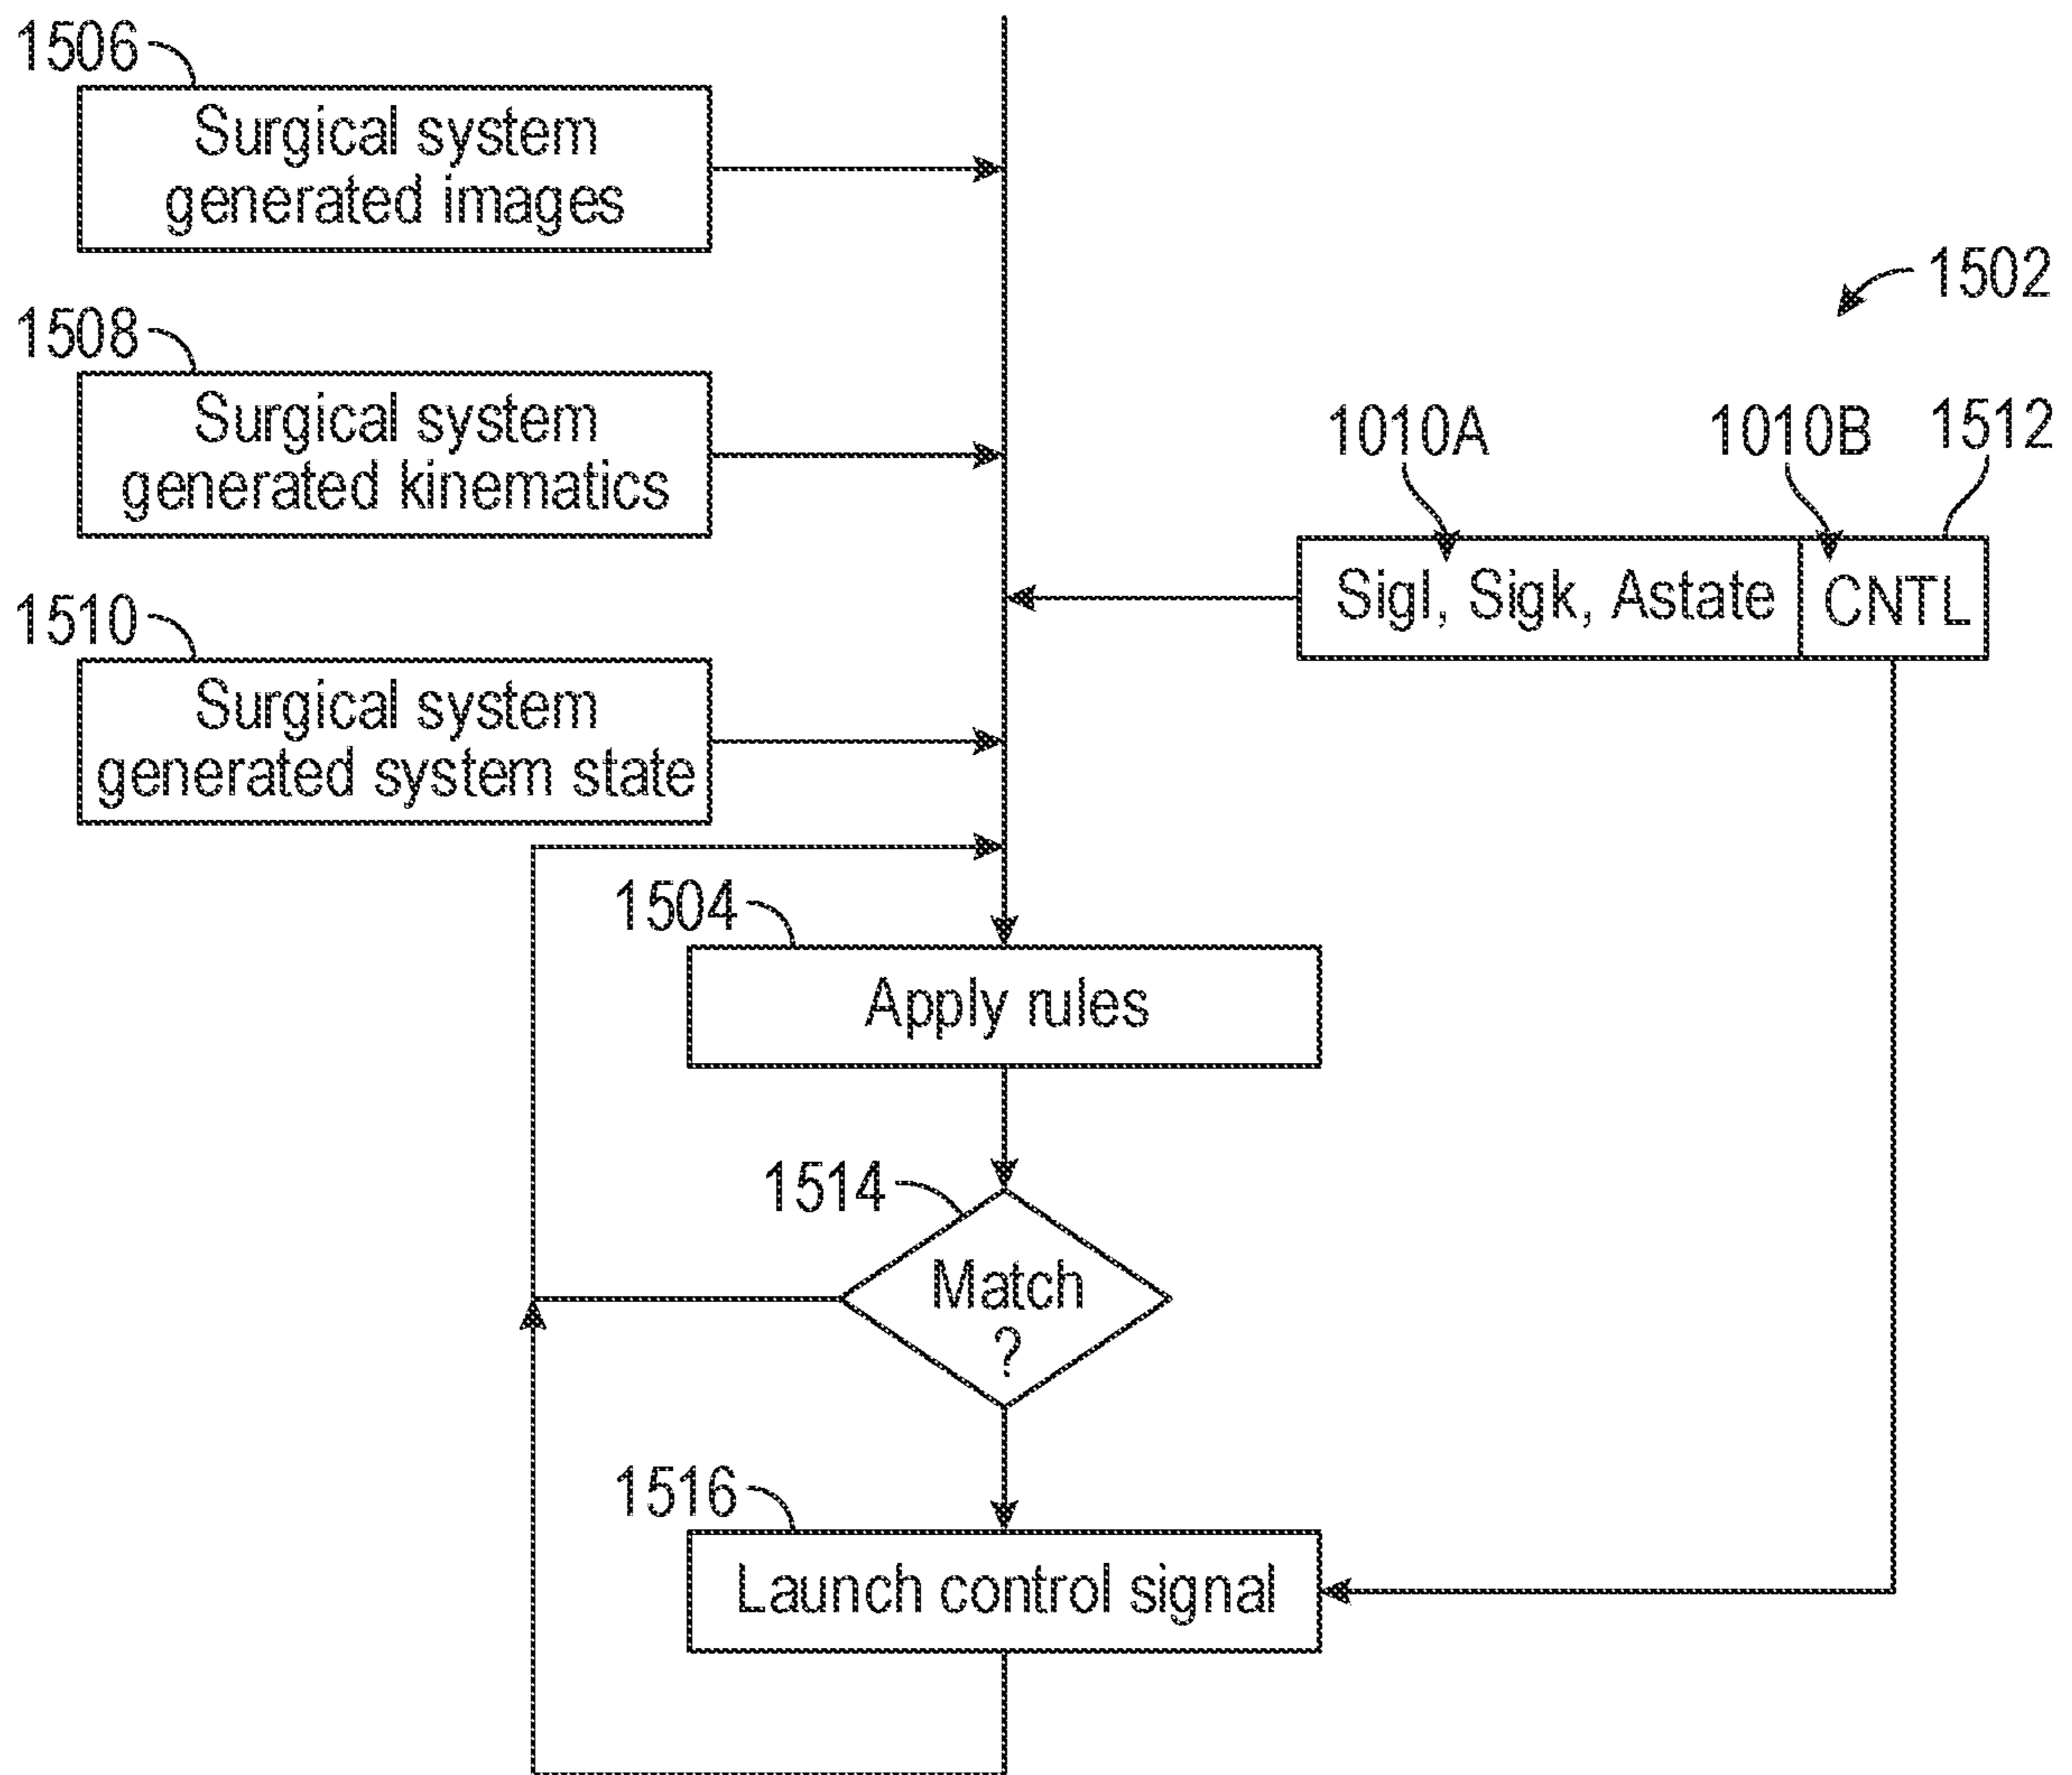 1506
Surgical system
generated images
1502
1508
Surgical system
generated kinematics
1010A
1010B
1512
SigI, Sigk, Astate
CNTL
1510
Surgical system
generated system state
1504
Apply rules
1514
Match
?
1516
Launch control signal